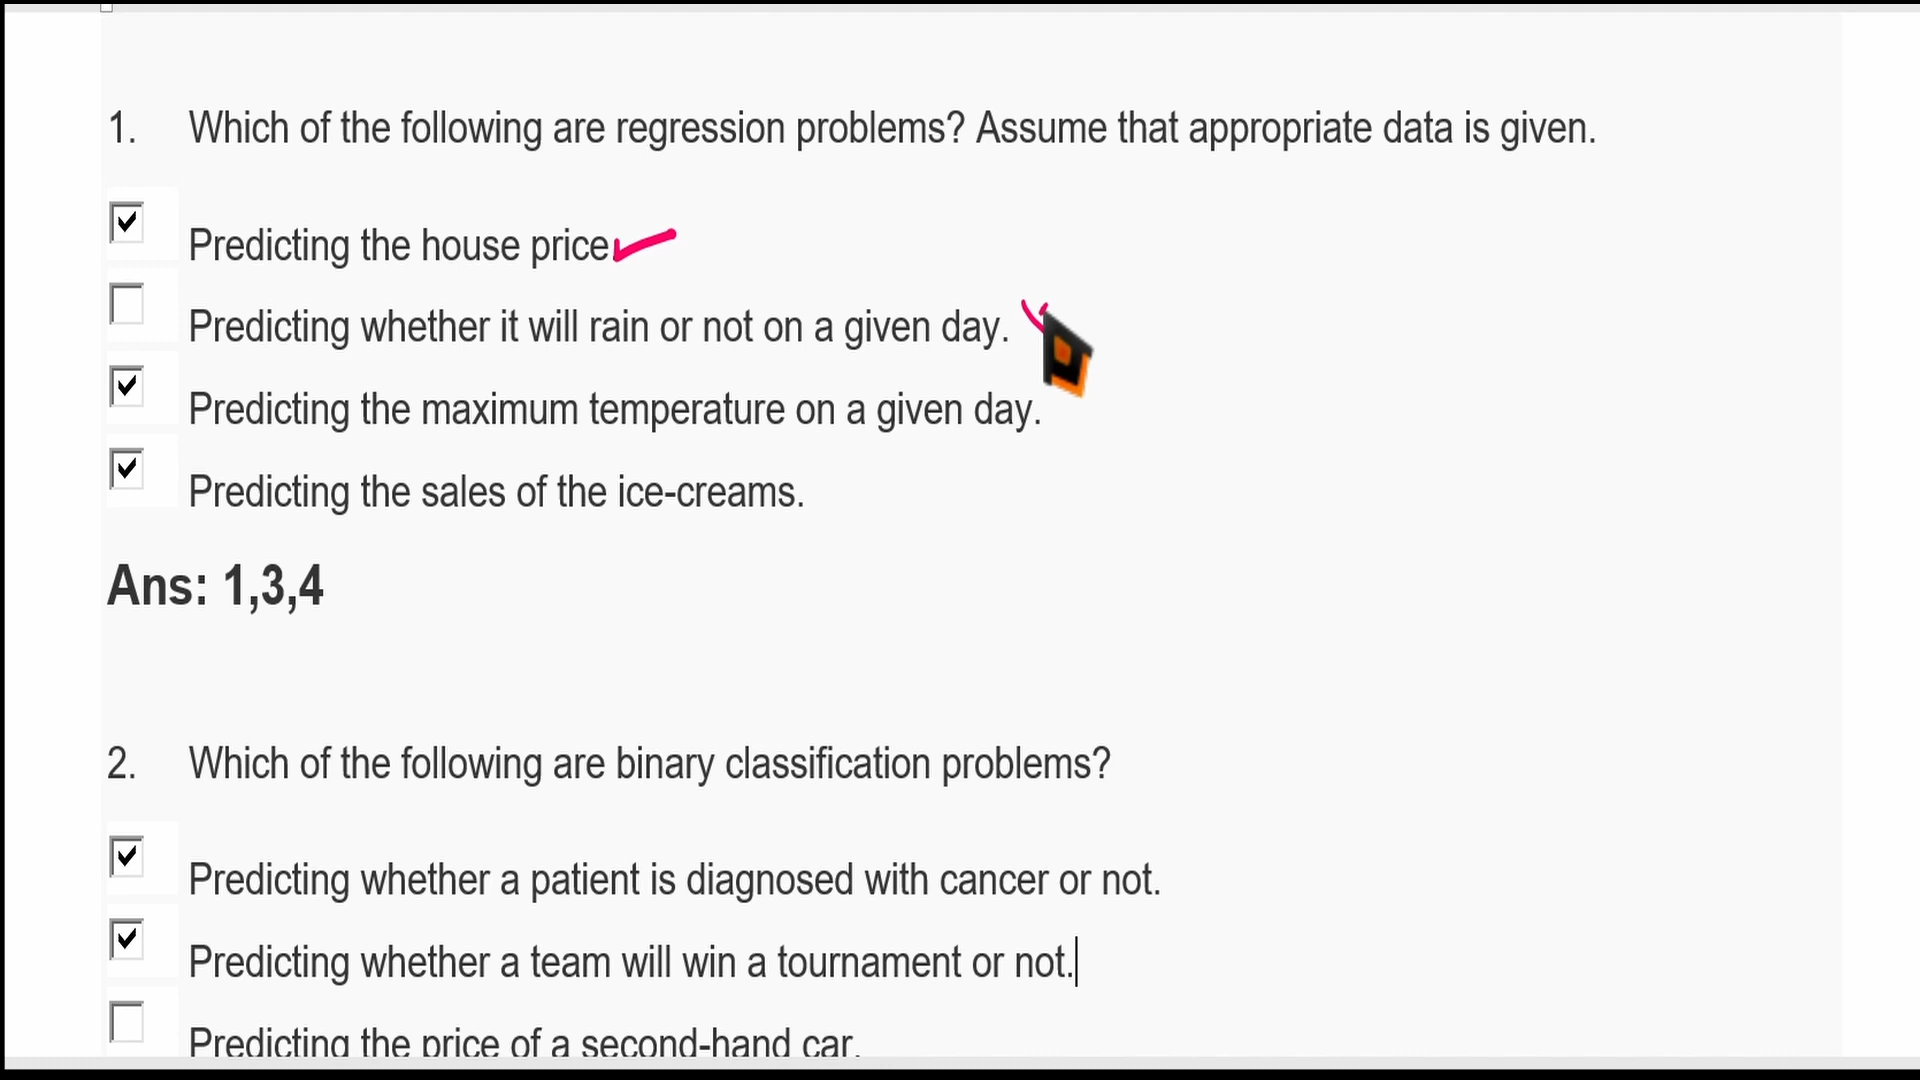 1. Which of the following are regression problems? Assume that appropriate data is given.
Predicting the house price.
Predicting whether it will rain or not on a given day.
Predicting the maximum temperature on a given day.
Predicting the sales of the ice-creams.
Ans: 1,3,4
2. Which of the following are binary classification problems?
Predicting whether a patient is diagnosed with cancer or not.
Predicting whether a team will win a tournament or not.
Predicting the price of a second-hand car.